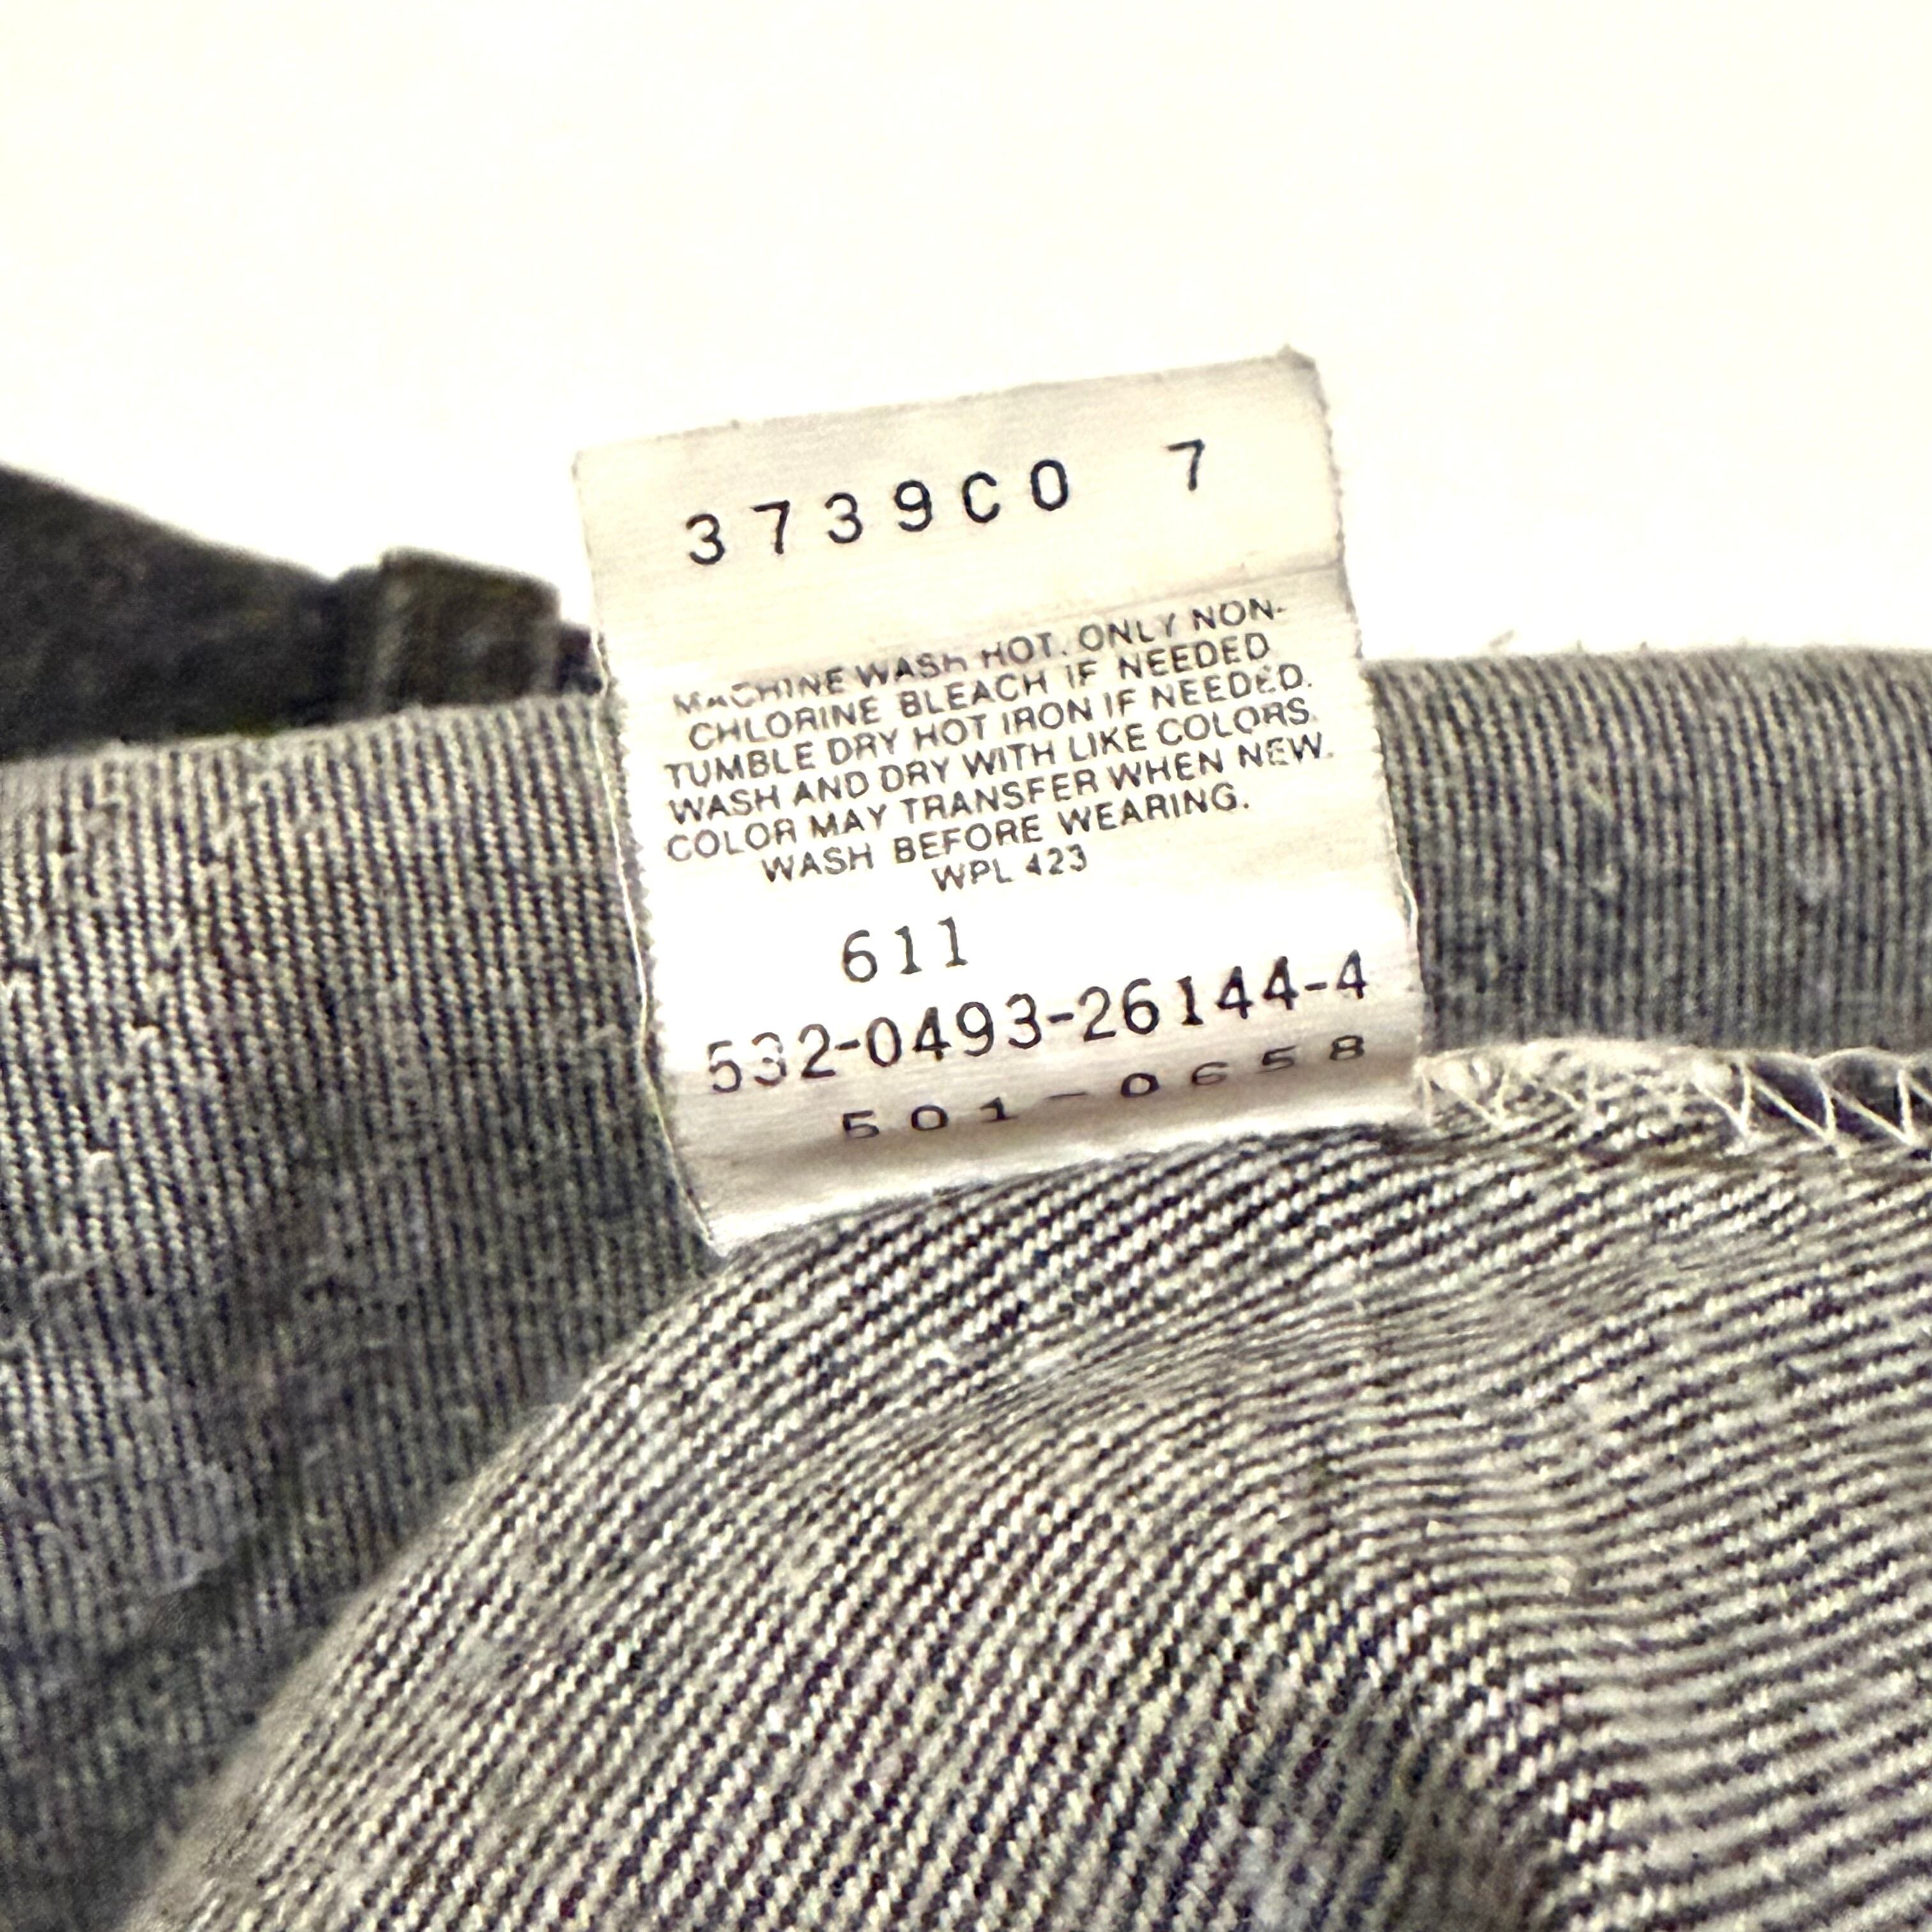 3739C0 7
MACHINE WASH HOT. ONLY NON-
CHLORINE BLEACH IF NEEDED
TUMBLE DRY HOT IRON IF NEEDED.
WASH AND DRY WITH LIKE COLORS.
COLOR MAY TRANSFER WHEN NEW.
WASH BEFORE WEARING.
WPL 423
611
532-0493-26144-4
501-0658